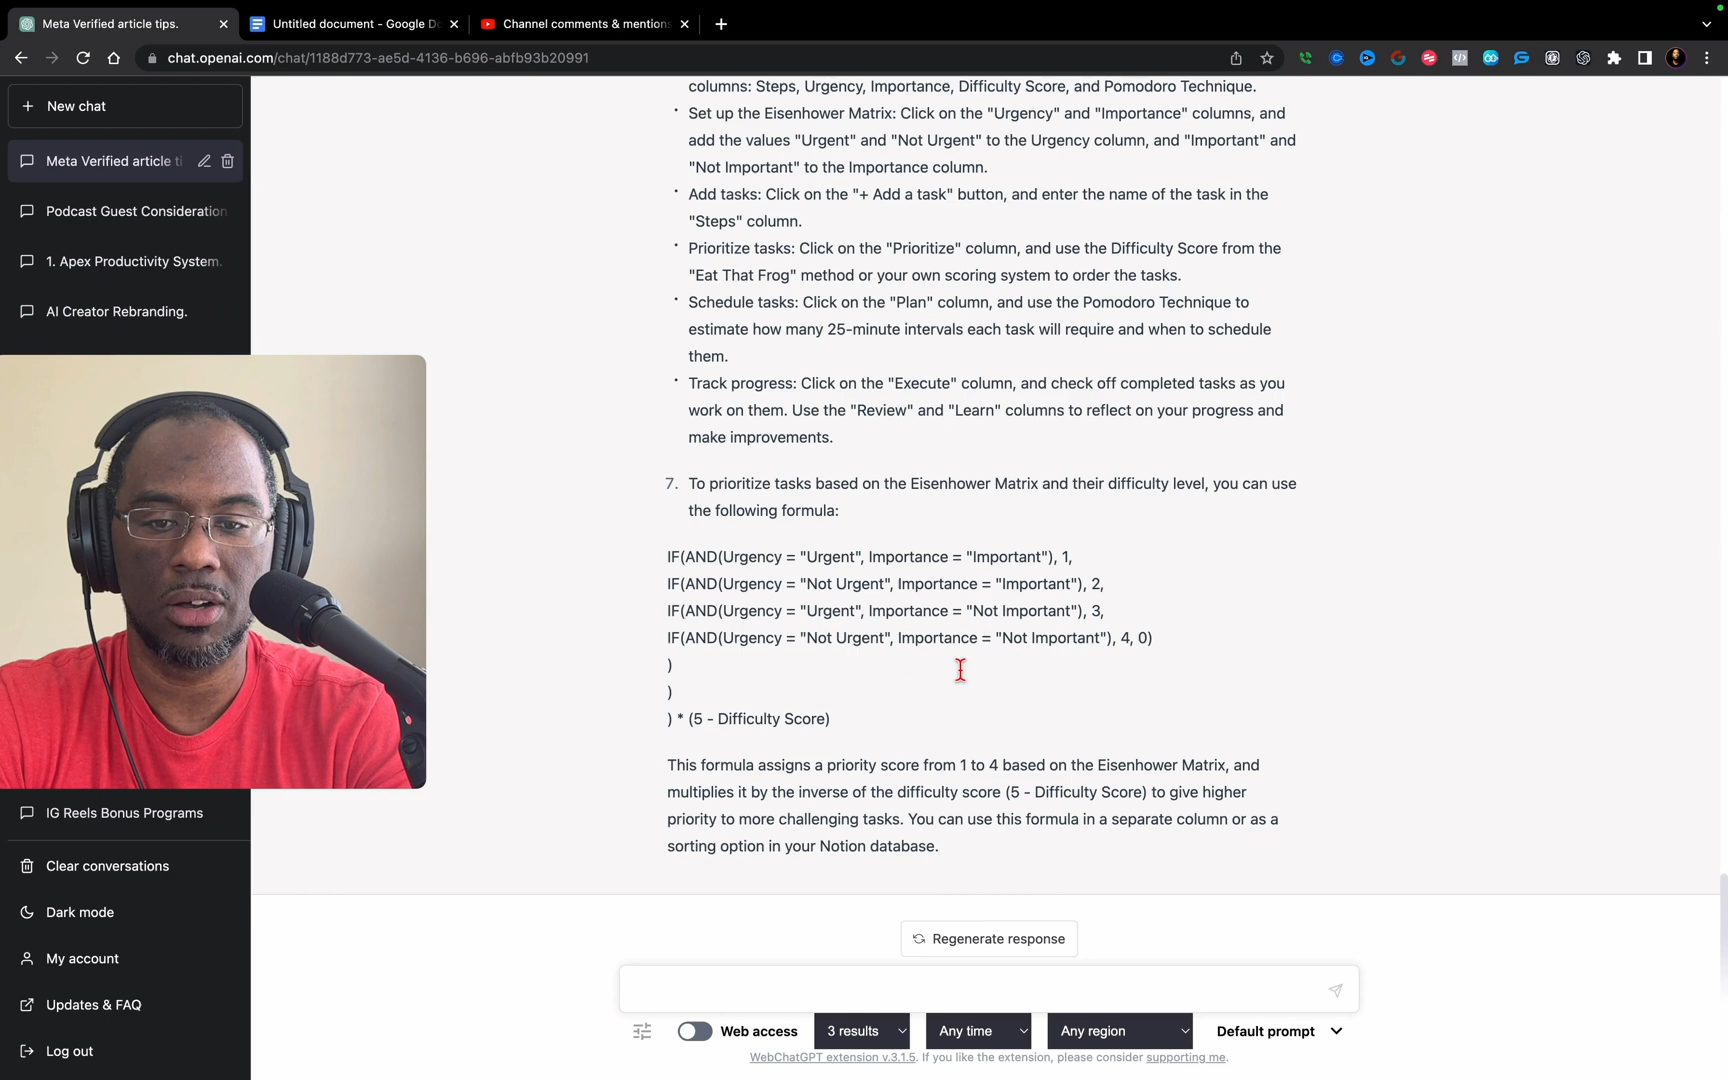 Meta Verified article tips.
Untitled document - Google Do
Channel comments & mentions
chat.openai.com/chat/1188d773-ae5d-4136-b696-abfb93b20991
New chat
Meta Verified article ti
Podcast Guest Consideration
1. Apex Productivity System.
AI Creator Rebranding.
IG Reels Bonus Programs
Clear conversations
Dark mode
My account
Updates & FAQ
Log out
columns: Steps, Urgency, Importance, Difficulty Score, and Pomodoro Technique.
• Set up the Eisenhower Matrix: Click on the "Urgency" and "Importance" columns, and
add the values "Urgent" and "Not Urgent" to the Urgency column, and "Important" and
"Not Important" to the Importance column.
• Add tasks: Click on the "+ Add a task" button, and enter the name of the task in the
"Steps" column.
• Prioritize tasks: Click on the "Prioritize" column, and use the Difficulty Score from the
"Eat That Frog" method or your own scoring system to order the tasks.
• Schedule tasks: Click on the "Plan" column, and use the Pomodoro Technique to
estimate how many 25-minute intervals each task will require and when to schedule
them.
• Track progress: Click on the "Execute" column, and check off completed tasks as you
work on them. Use the "Review" and "Learn" columns to reflect on your progress and
make improvements.
7. To prioritize tasks based on the Eisenhower Matrix and their difficulty level, you can use
the following formula:
IF(AND(Urgency = "Urgent", Importance = "Important"), 1,
IF(AND(Urgency = "Not Urgent", Importance = "Important"), 2,
IF(AND(Urgency = "Urgent", Importance = "Not Important"), 3,
IF(AND(Urgency = "Not Urgent", Importance = "Not Important"), 4, 0)
)
)
) * (5 - Difficulty Score)
This formula assigns a priority score from 1 to 4 based on the Eisenhower Matrix, and
multiplies it by the inverse of the difficulty score (5 - Difficulty Score) to give higher
priority to more challenging tasks. You can use this formula in a separate column or as a
sorting option in your Notion database.
Regenerate response
Web access
3 results
Any time
Any region
Default prompt
WebChatGPT extension v.3.1.5. If you like the extension, please consider supporting me.